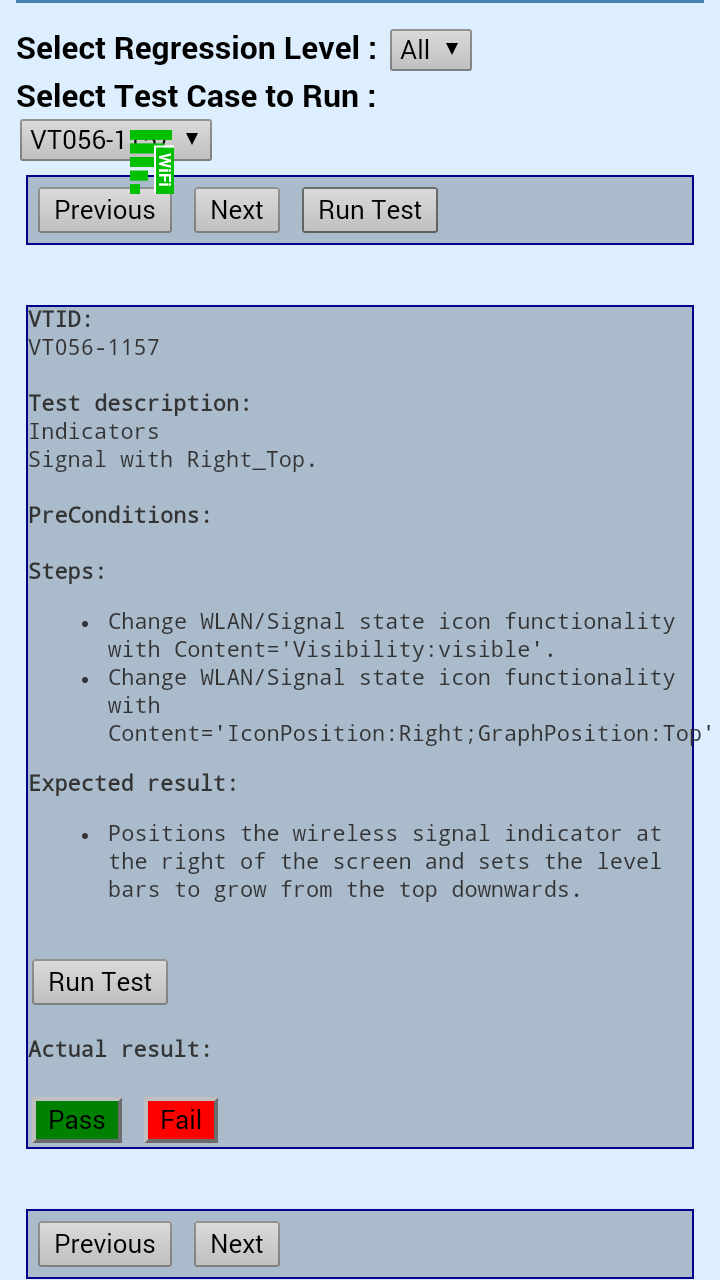 Select Regression Level : All ▼
Select Test Case to Run :
VT056-1157 ▼
WiFi
Previous Next Run Test
VTID:
VT056-1157
Test description:
Indicators
Signal with Right_Top.
PreConditions:
Steps:
• Change WLAN/Signal state icon functionality
with Content='Visibility:visible'.
• Change WLAN/Signal state icon functionality
with
Content='IconPosition:Right;GraphPosition:Top'
Expected result:
• Positions the wireless signal indicator at
the right of the screen and sets the level
bars to grow from the top downwards.
Run Test
Actual result:
Pass Fail
Previous Next